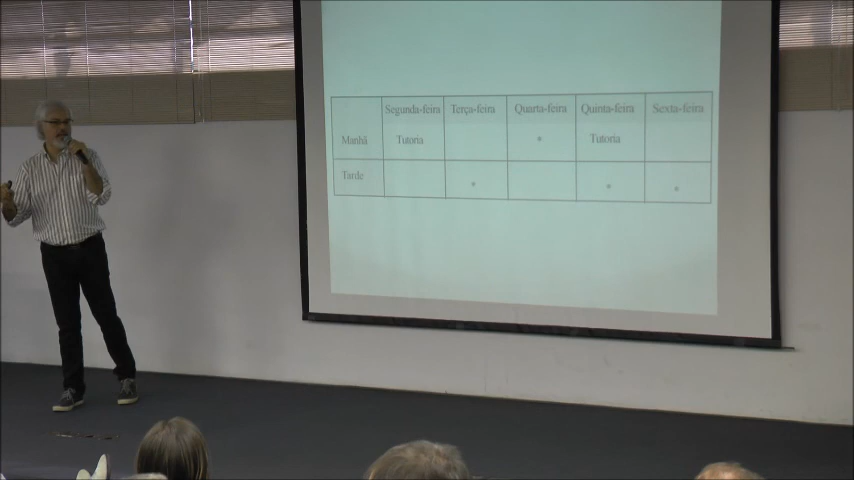 Segunda-feira Terça-feira Quarta-feira Quinta-feira Sexta-feira
Manhã Tutoria * Tutoria
Tarde * * *